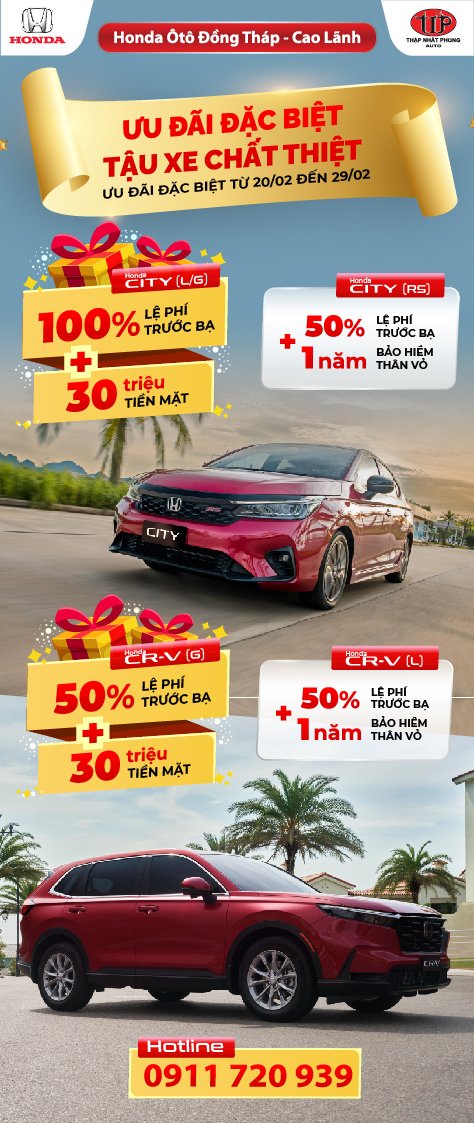 HONDA
Honda Ôtô Đồng Tháp - Cao Lãnh
TTP
THẬP NHẤT PHONG
AUTO
ƯU ĐÃI ĐẶC BIỆT
TẬU XE CHẤT THIỆT
ƯU ĐÃI ĐẶC BIỆT TỪ 20/02 ĐẾN 29/02
Honda
CITY (L/G)
100% LỆ PHÍ TRƯỚC BẠ
+
30 triệu TIỀN MẶT
Honda
CITY (RS)
+ 50% LỆ PHÍ TRƯỚC BẠ
1 năm BẢO HIỂM THÂN VỎ
RS
CITY
Honda
CR-V (G)
50% LỆ PHÍ TRƯỚC BẠ
+
30 triệu TIỀN MẶT
Honda
CR-V (L)
+ 50% LỆ PHÍ TRƯỚC BẠ
1 năm BẢO HIỂM THÂN VỎ
CR-V
Hotline
0911 720 939